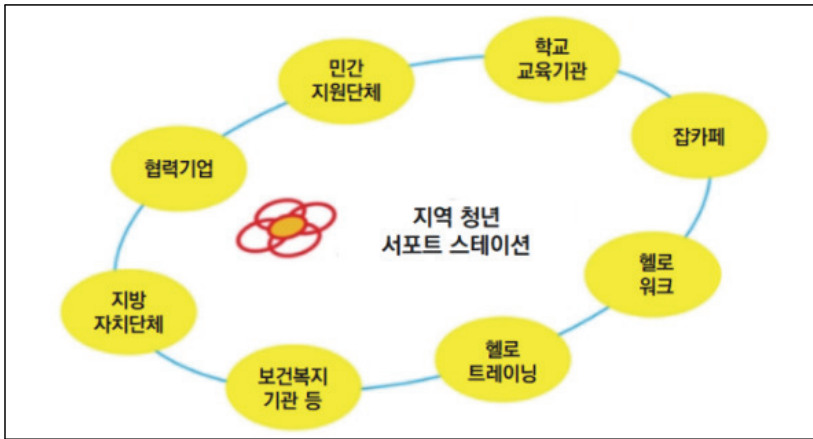 민간
지원단체
학교
교육기관
잡카페
협력기업
지역 청년
서포트 스테이션
헬로
워크
지방
자치단체
헬로
트레이닝
보건복지
기관 등